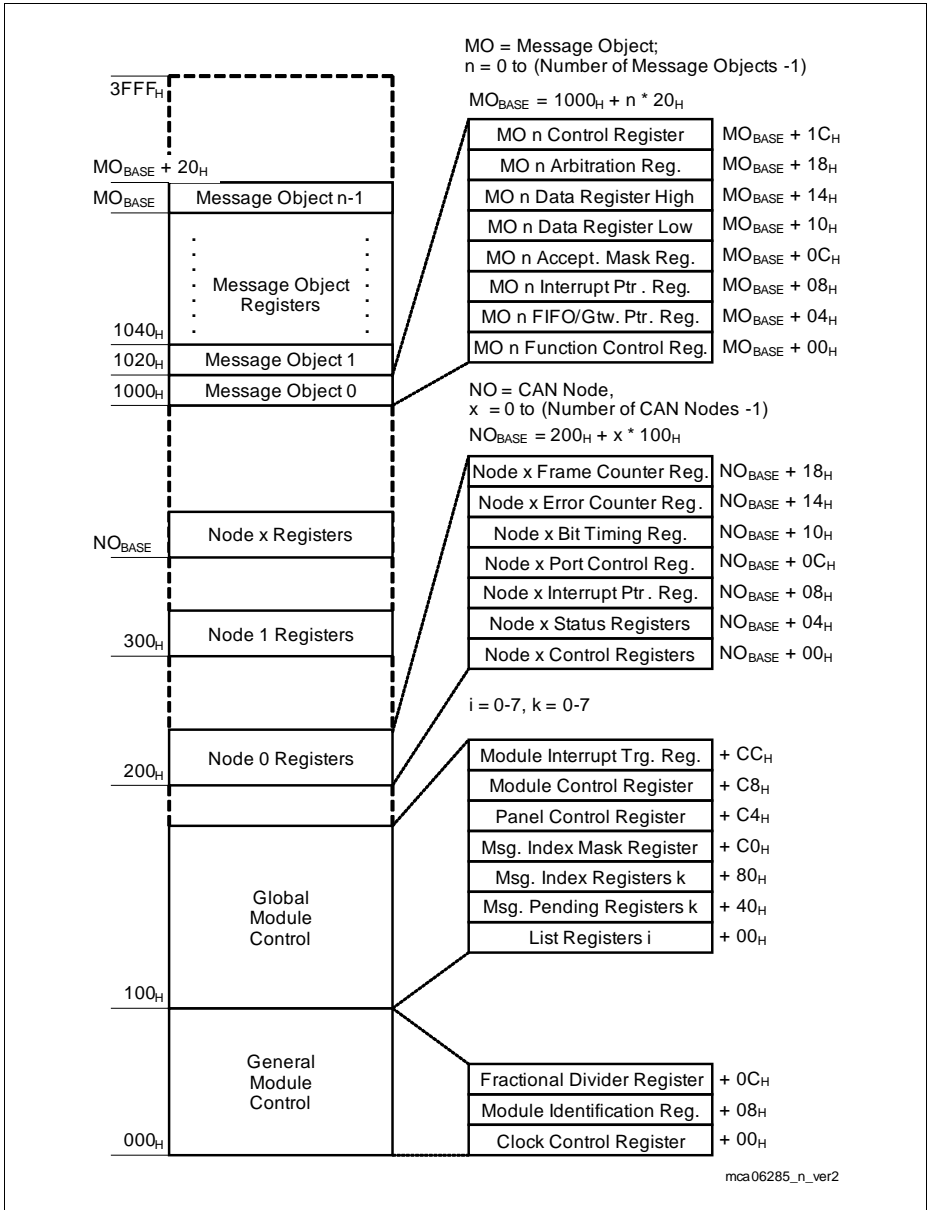 MO = Message Object;
n = 0 to (Number of Message Objects -1)
MOBASE = 1000H + n * 20H
3FFFH
MOBASE + 20H
MOBASE
Message Object n-1
Message Object
Registers
1040H
1020H
Message Object 1
1000H
Message Object 0
MO n Control Register MOBASE + 1CH
MO n Arbitration Reg. MOBASE + 18H
MO n Data Register High MOBASE + 14H
MO n Data Register Low MOBASE + 10H
MO n Accept. Mask Reg. MOBASE + 0CH
MO n Interrupt Ptr . Reg. MOBASE + 08H
MO n FIFO/Gtw. Ptr. Reg. MOBASE + 04H
MO n Function Control Reg. MOBASE + 00H
NO = CAN Node,
x = 0 to (Number of CAN Nodes -1)
NOBASE = 200H + x * 100H
NOBASE
Node x Registers
300H
Node 1 Registers
200H
Node 0 Registers
Node x Frame Counter Reg. NOBASE + 18H
Node x Error Counter Reg. NOBASE + 14H
Node x Bit Timing Reg. NOBASE + 10H
Node x Port Control Reg. NOBASE + 0CH
Node x Interrupt Ptr . Reg. NOBASE + 08H
Node x Status Registers NOBASE + 04H
Node x Control Registers NOBASE + 00H
i = 0-7, k = 0-7
Global
Module
Control
100H
Module Interrupt Trg. Reg. + CCH
Module Control Register + C8H
Panel Control Register + C4H
Msg. Index Mask Register + C0H
Msg. Index Registers k + 80H
Msg. Pending Registers k + 40H
List Registers i + 00H
General
Module
Control
000H
Fractional Divider Register + 0CH
Module Identification Reg. + 08H
Clock Control Register + 00H
mca06285_n_ver2